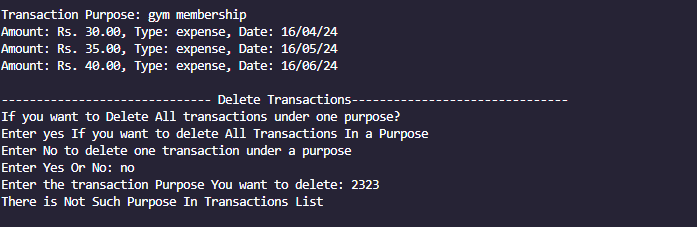 Transaction Purpose: gym membership
Amount: Rs. 30.00, Type: expense, Date: 16/04/24
Amount: Rs. 35.00, Type: expense, Date: 16/05/24
Amount: Rs. 40.00, Type: expense, Date: 16/06/24
------------------------------ Delete Transactions-------------------------------
If you want to Delete All transactions under one purpose?
Enter yes If you want to delete All Transactions In a Purpose
Enter No to delete one transaction under a purpose
Enter Yes Or No: no
Enter the transaction Purpose You want to delete: 2323
There is Not Such Purpose In Transactions List